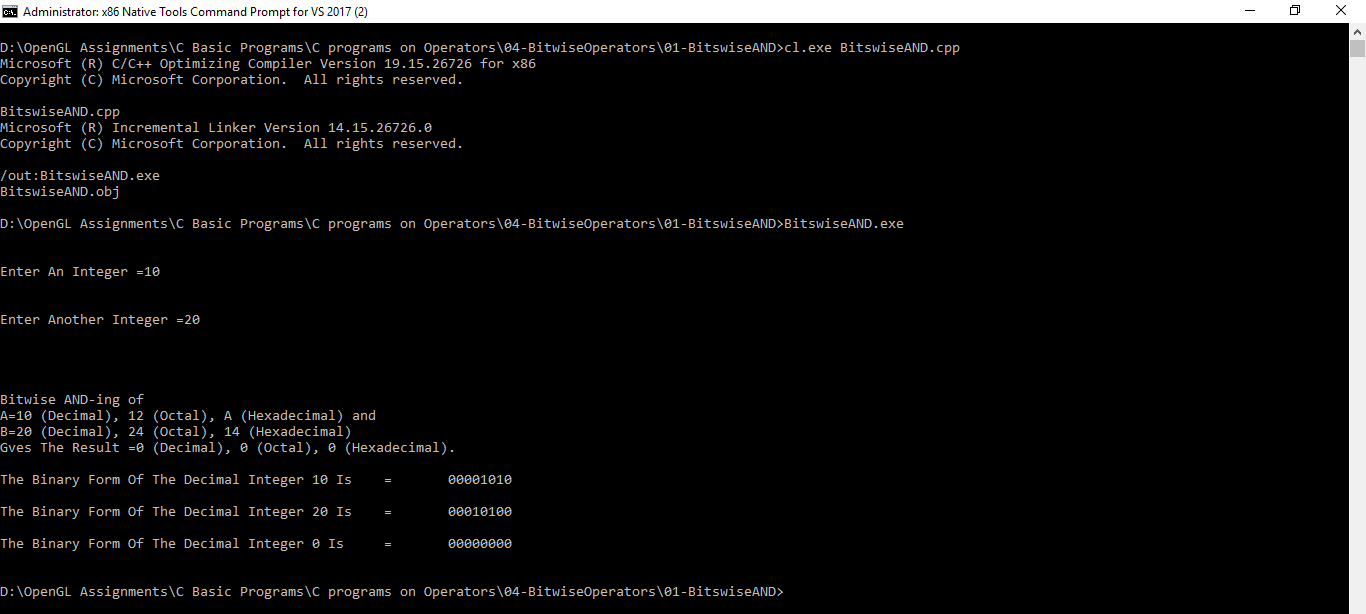 Administrator: x86 Native Tools Command Prompt for VS 2017 (2)
D:\OpenGL Assignments\C Basic Programs\C programs on Operators\04-BitwiseOperators\01-BitswiseAND>cl.exe BitswiseAND.cpp
Microsoft (R) C/C++ Optimizing Compiler Version 19.15.26726 for x86
Copyright (C) Microsoft Corporation.  All rights reserved.
BitswiseAND.cpp
Microsoft (R) Incremental Linker Version 14.15.26726.0
Copyright (C) Microsoft Corporation.  All rights reserved.
/out:BitswiseAND.exe
BitswiseAND.obj
D:\OpenGL Assignments\C Basic Programs\C programs on Operators\04-BitwiseOperators\01-BitswiseAND>BitswiseAND.exe
Enter An Integer =10
Enter Another Integer =20
Bitwise AND-ing of
A=10 (Decimal), 12 (Octal), A (Hexadecimal) and
B=20 (Decimal), 24 (Octal), 14 (Hexadecimal)
Gves The Result =0 (Decimal), 0 (Octal), 0 (Hexadecimal).
The Binary Form Of The Decimal Integer 10 Is    =       00001010
The Binary Form Of The Decimal Integer 20 Is    =       00010100
The Binary Form Of The Decimal Integer 0 Is     =       00000000
D:\OpenGL Assignments\C Basic Programs\C programs on Operators\04-BitwiseOperators\01-BitswiseAND>